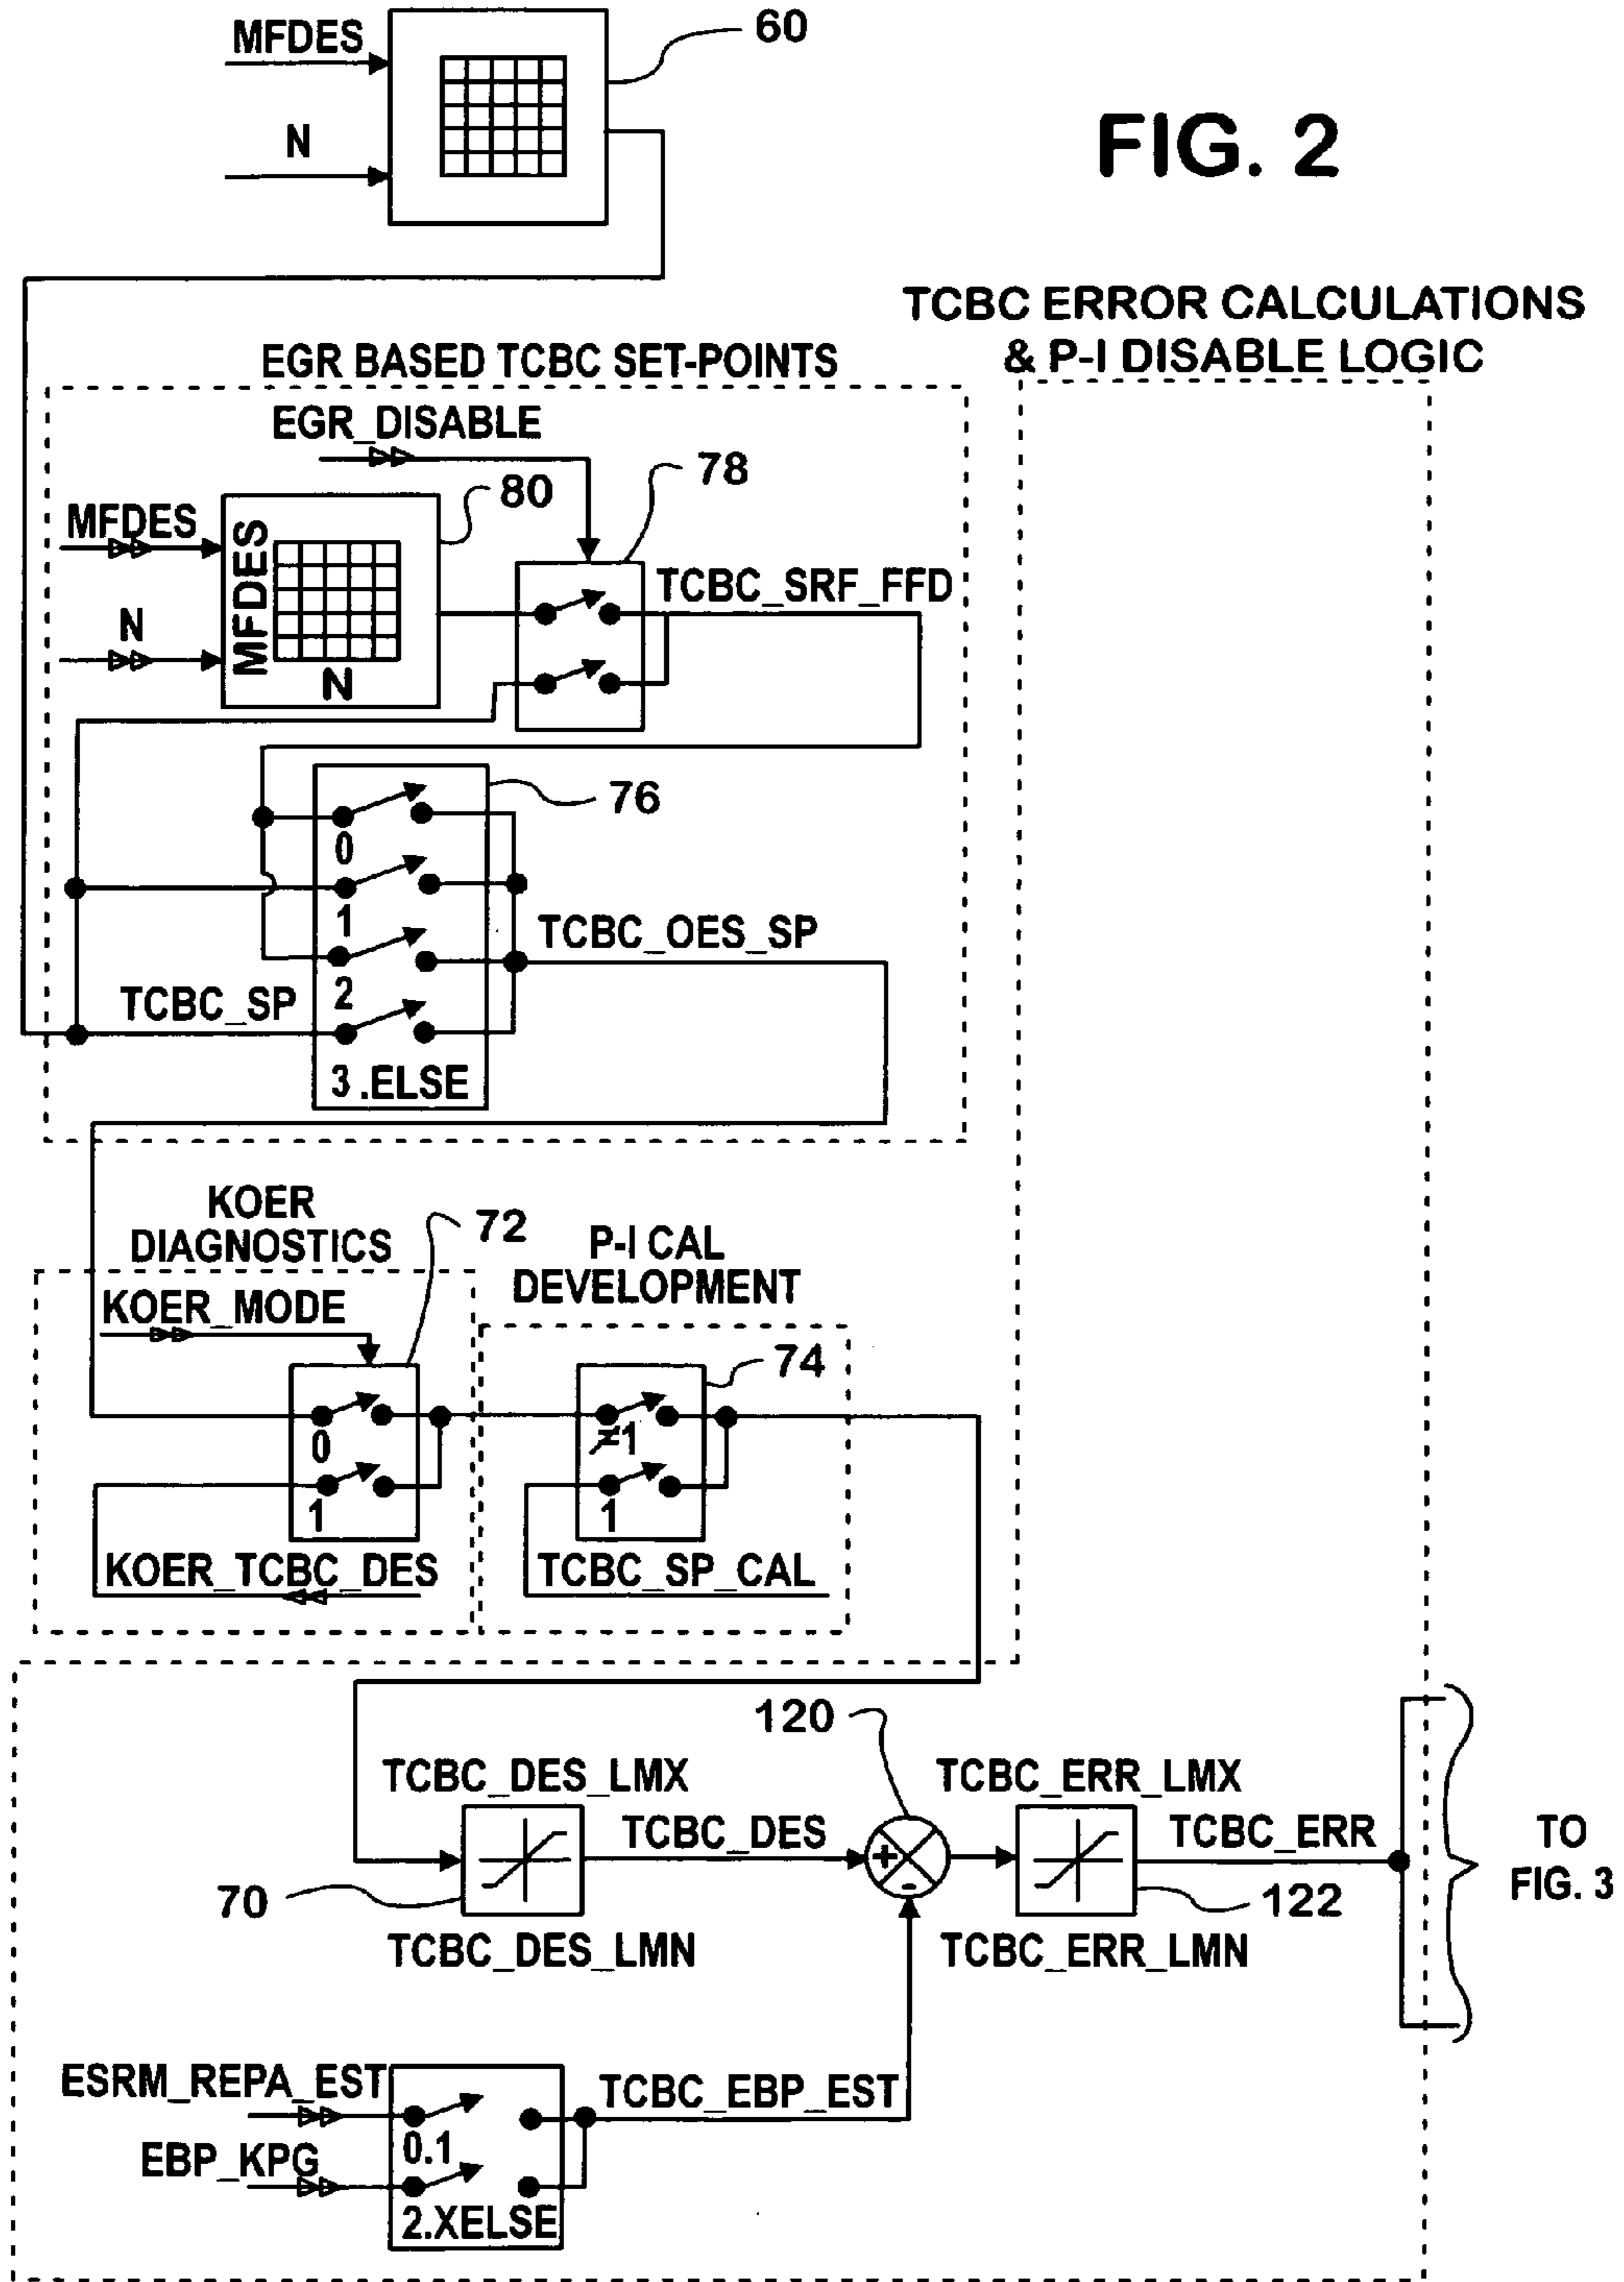 MFDES
60
N
FIG. 2
TCBC ERROR CALCULATIONS
& P-I DISABLE LOGIC
EGR BASED TCBC SET-POINTS
EGR_DISABLE
78
80
MFDES
MFDES
N
N
TCBC_SRF_FFD
76
0
1
2
3 .ELSE
TCBC_OES_SP
TCBC_SP
KOER
DIAGNOSTICS
72
P-I CAL
DEVELOPMENT
KOER_MODE
74
0
1
≠1
1
KOER_TCBC_DES
TCBC_SP_CAL
120
TCBC_DES_LMX
TCBC_ERR_LMX
TCBC_DES
TCBC_ERR
+
-
70
122
TCBC_DES_LMN
TCBC_ERR_LMN
TO
FIG. 3
ESRM_REPA_EST
TCBC_EBP_EST
0.1
EBP_KPG
2.XELSE